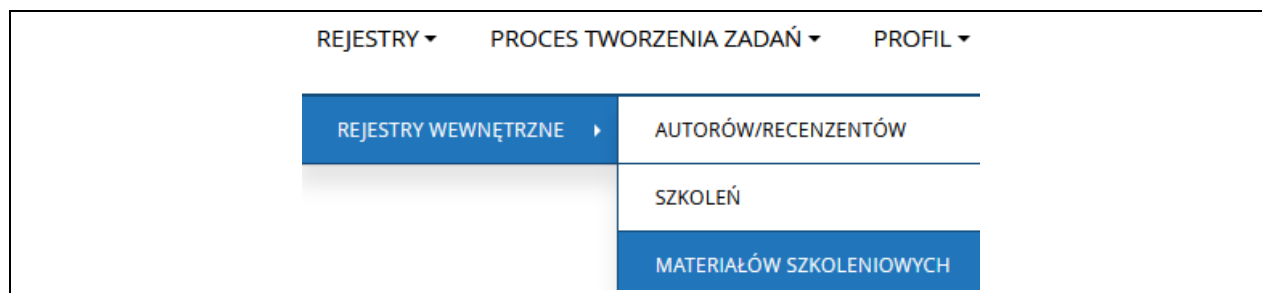 REJESTRY PROCES TWORZENIA ZADAŃ PROFIL
REJESTRY WEWNĘTRZNE AUTORÓW/RECENZENTÓW
SZKOLEŃ
MATERIAŁÓW SZKOLENIOWYCH